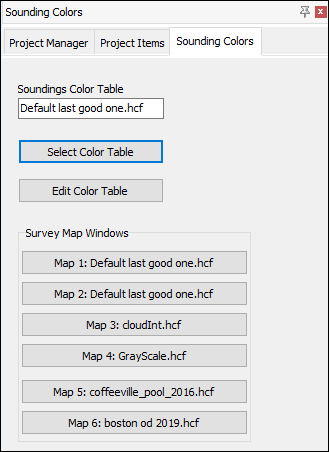 Sounding Colors
Project Manager Project Items Sounding Colors
Soundings Color Table
Default last good one.hcf
Select Color Table
Edit Color Table
Survey Map Windows
Map 1: Default last good one.hcf
Map 2: Default last good one.hcf
Map 3: cloudInt.hcf
Map 4: GrayScale.hcf
Map 5: coffeeville_pool_2016.hcf
Map 6: boston od 2019.hcf